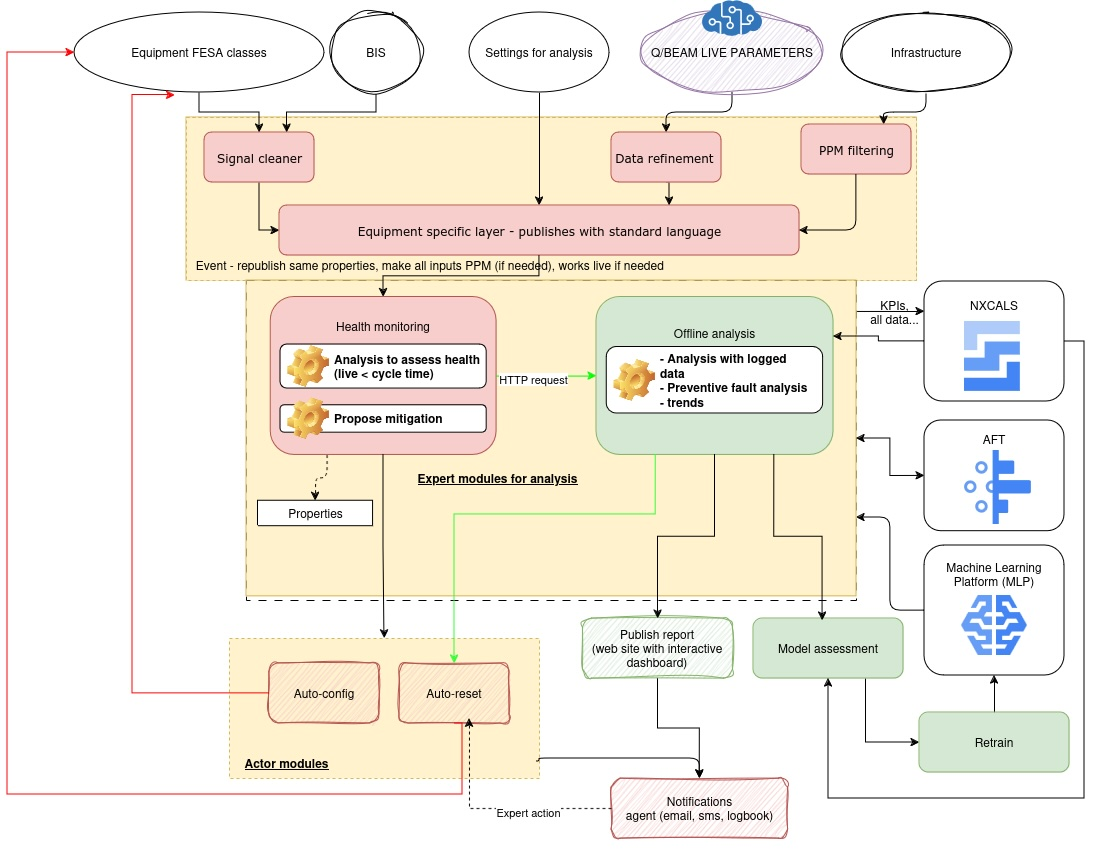 Equipment FESA classes
BIS
Settings for analysis
Q/BEAM LIVE PARAMETERS
Infrastructure
Signal cleaner
Data refinement
PPM filtering
Equipment specific layer - publishes with standard language
Event - republish same properties, make all inputs PPM (if needed), works live if needed
Health monitoring
Analysis to assess health
(live < cycle time)
Propose mitigation
HTTP request
Offline analysis
- Analysis with logged
data
- Preventive fault analysis
- trends
KPIs,
all data...
NXCALS
AFT
Expert modules for analysis
Properties
Machine Learning
Platform (MLP)
Publish report
(web site with interactive
dashboard)
Model assessment
Auto-config
Auto-reset
Retrain
Actor modules
Expert action
Notifications
agent (email, sms, logbook)